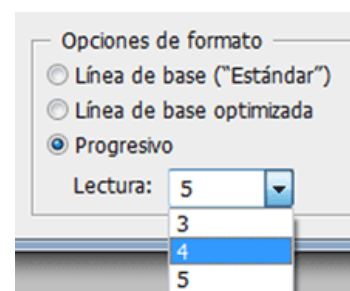 Opciones de formato
Línea de base ("Estándar")
Línea de base optimizada
Progresivo
Lectura: 5
3
4
5